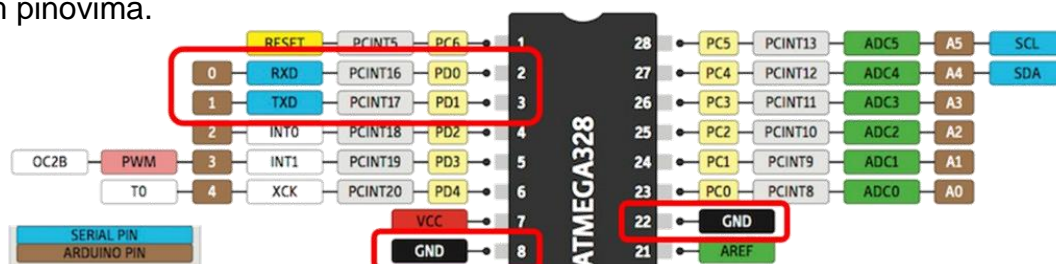 n pinovima.
RESET PCINT5 PC6 1 28 PC5 PCINT13 ADC5 A5 SCL
0 RXD PCINT16 PD0 2 27 PC4 PCINT12 ADC4 A4 SDA
1 TXD PCINT17 PD1 3 26 PC3 PCINT11 ADC3 A3
2 INT0 PCINT18 PD2 4 25 PC2 PCINT10 ADC2 A2
OC2B PWM 3 INT1 PCINT19 PD3 5 24 PC1 PCINT9 ADC1 A1
T0 4 XCK PCINT20 PD4 6 23 PC0 PCINT8 ADC0 A0
VCC 7 22 GND
GND 8 21 AREF
ATMEGA328
SERIAL PIN
ARDUINO PIN